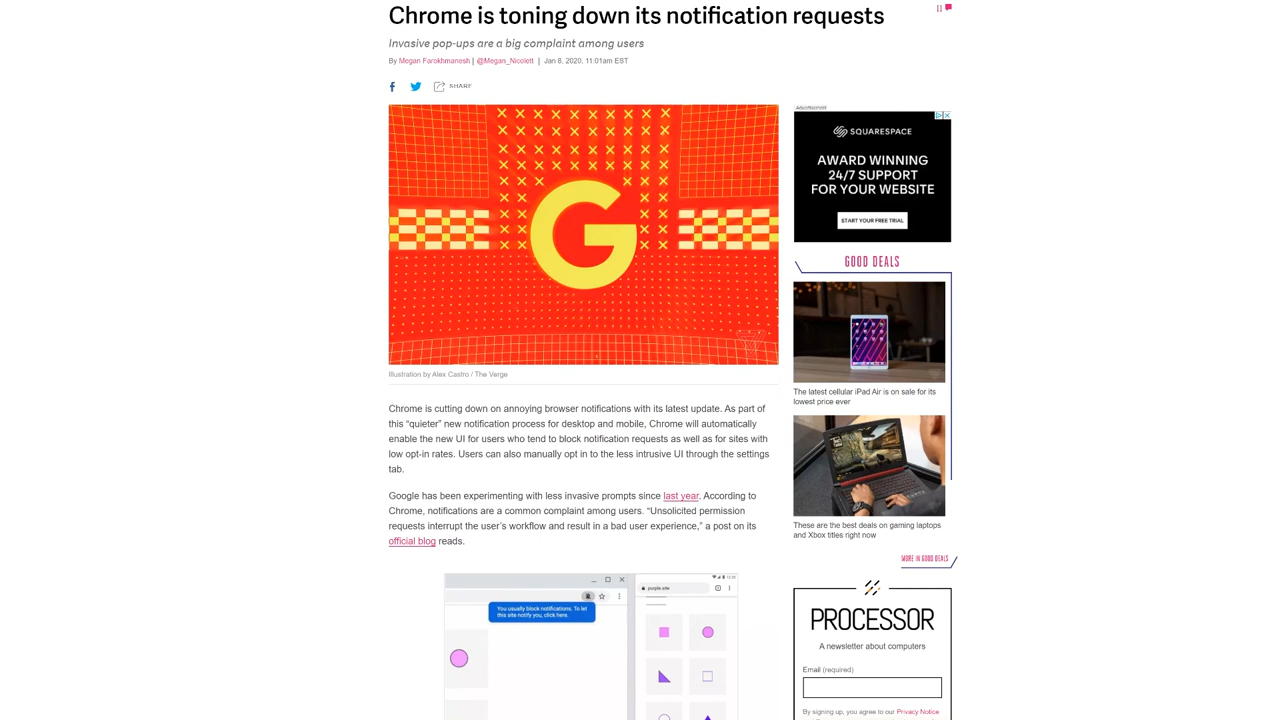 Chrome is toning down its notification requests
11
Invasive pop-ups are a big complaint among users
By Megan Farokhmanesh | @Megan_Nicolett | Jan 8, 2020, 11:01am EST
SHARE
Illustration by Alex Castro / The Verge
Chrome is cutting down on annoying browser notifications with its latest update. As part of
this “quieter” new notification process for desktop and mobile, Chrome will automatically
enable the new UI for users who tend to block notification requests as well as for sites with
low opt-in rates. Users can also manually opt in to the less intrusive UI through the settings
tab.
Google has been experimenting with less invasive prompts since last year. According to
Chrome, notifications are a common complaint among users. “Unsolicited permission
requests interrupt the user’s workflow and result in a bad user experience,” a post on its
official blog reads.
You usually block notifications. To let
this site notify you, click here.
purple.site
Advertisement
SQUARESPACE
AWARD WINNING
24/7 SUPPORT
FOR YOUR WEBSITE
START YOUR FREE TRIAL
GOOD DEALS
The latest cellular iPad Air is on sale for its
lowest price ever
These are the best deals on gaming laptops
and Xbox titles right now
MORE IN GOOD DEALS
PROCESSOR
A newsletter about computers
Email (required)
By signing up, you agree to our Privacy Notice